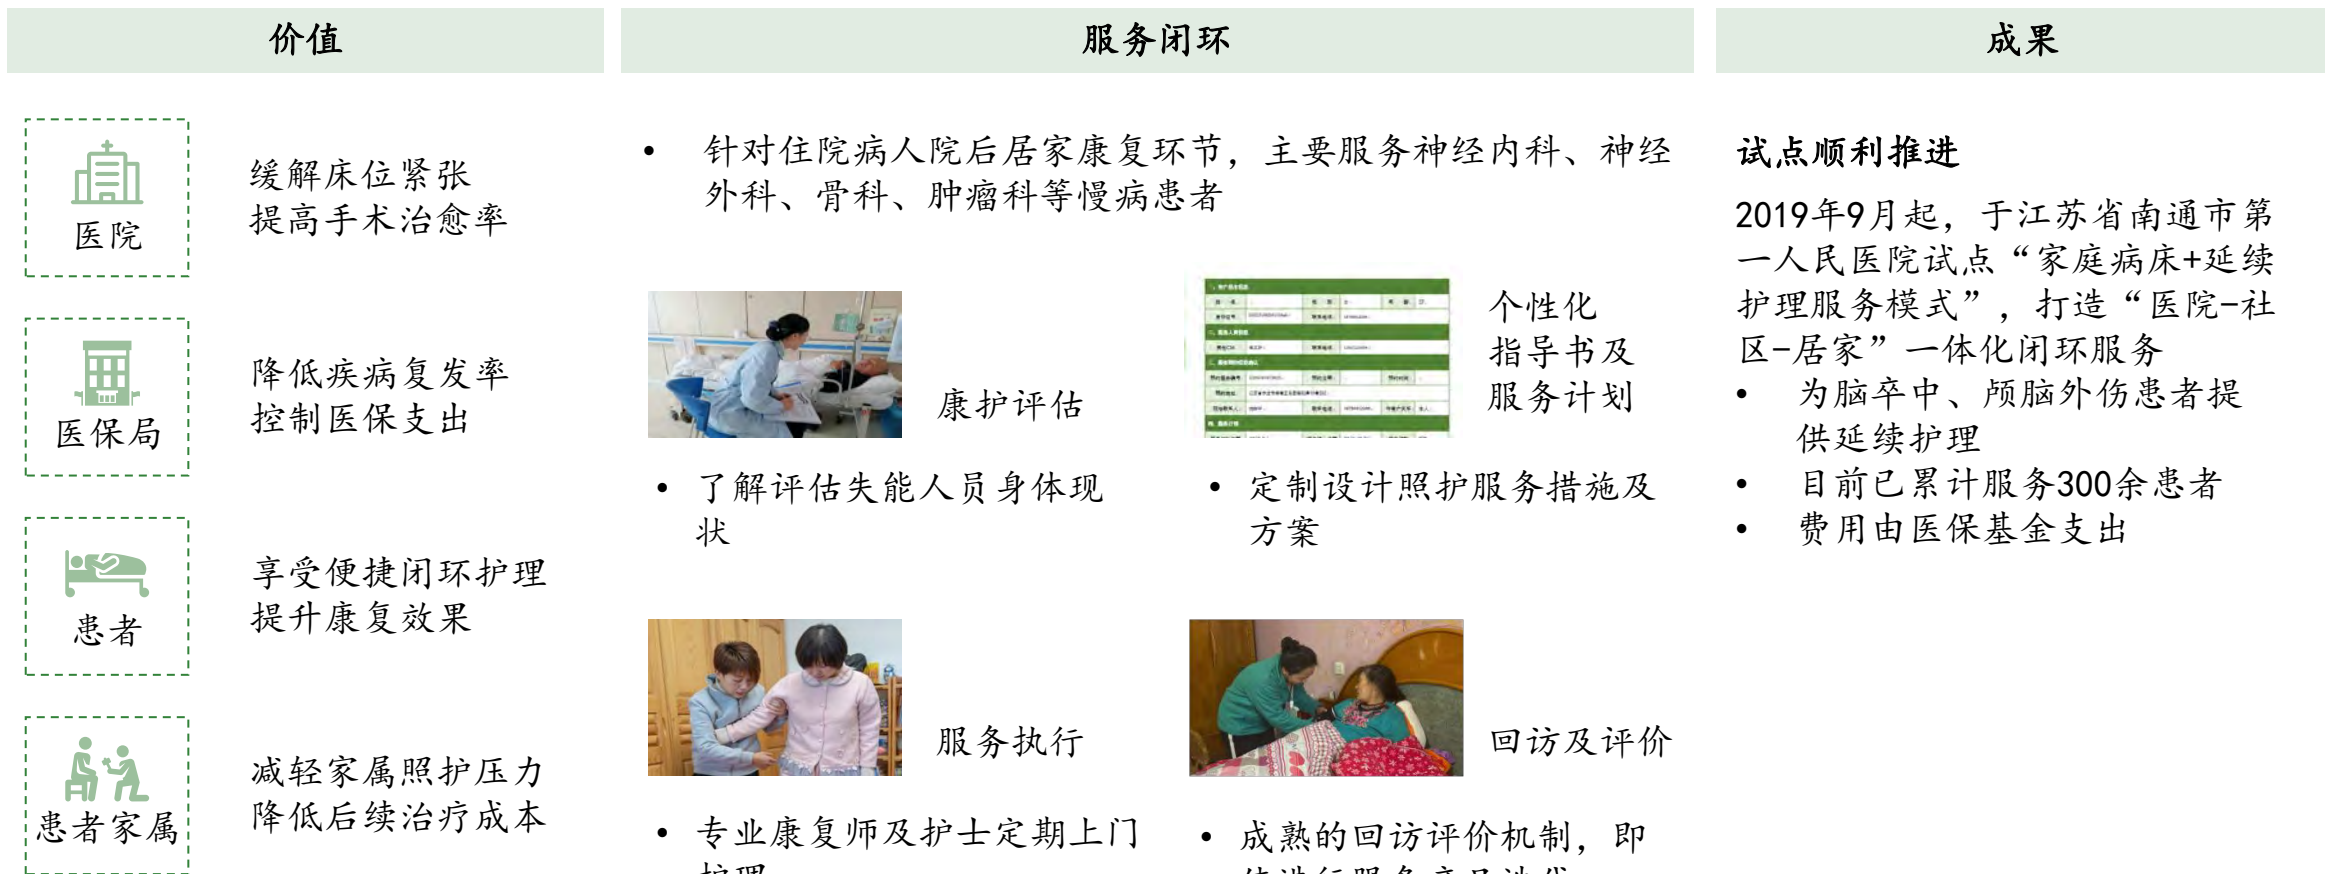 价值
医院
缓解床位紧张
提高手术治愈率
医保局
降低疾病复发率
控制医保支出
患者
享受便捷闭环护理
提升康复效果
患者家属
减轻家属照护压力
降低后续治疗成本
服务闭环
• 针对住院病人院后居家康复环节，主要服务神经内科、神经
外科、骨科、肿瘤科等慢病患者
康护评估
• 了解评估失能人员身体现
状
个性化
指导书及
服务计划
• 定制设计照护服务措施及
方案
服务执行
• 专业康复师及护士定期上门
回访及评价
• 成熟的回访评价机制，即
成果
试点顺利推进
2019年9月起，于江苏省南通市第
一人民医院试点“家庭病床+延续
护理服务模式”，打造“医院-社
区-居家”一体化闭环服务
• 为脑卒中、颅脑外伤患者提
供延续护理
• 目前已累计服务300余患者
• 费用由医保基金支出